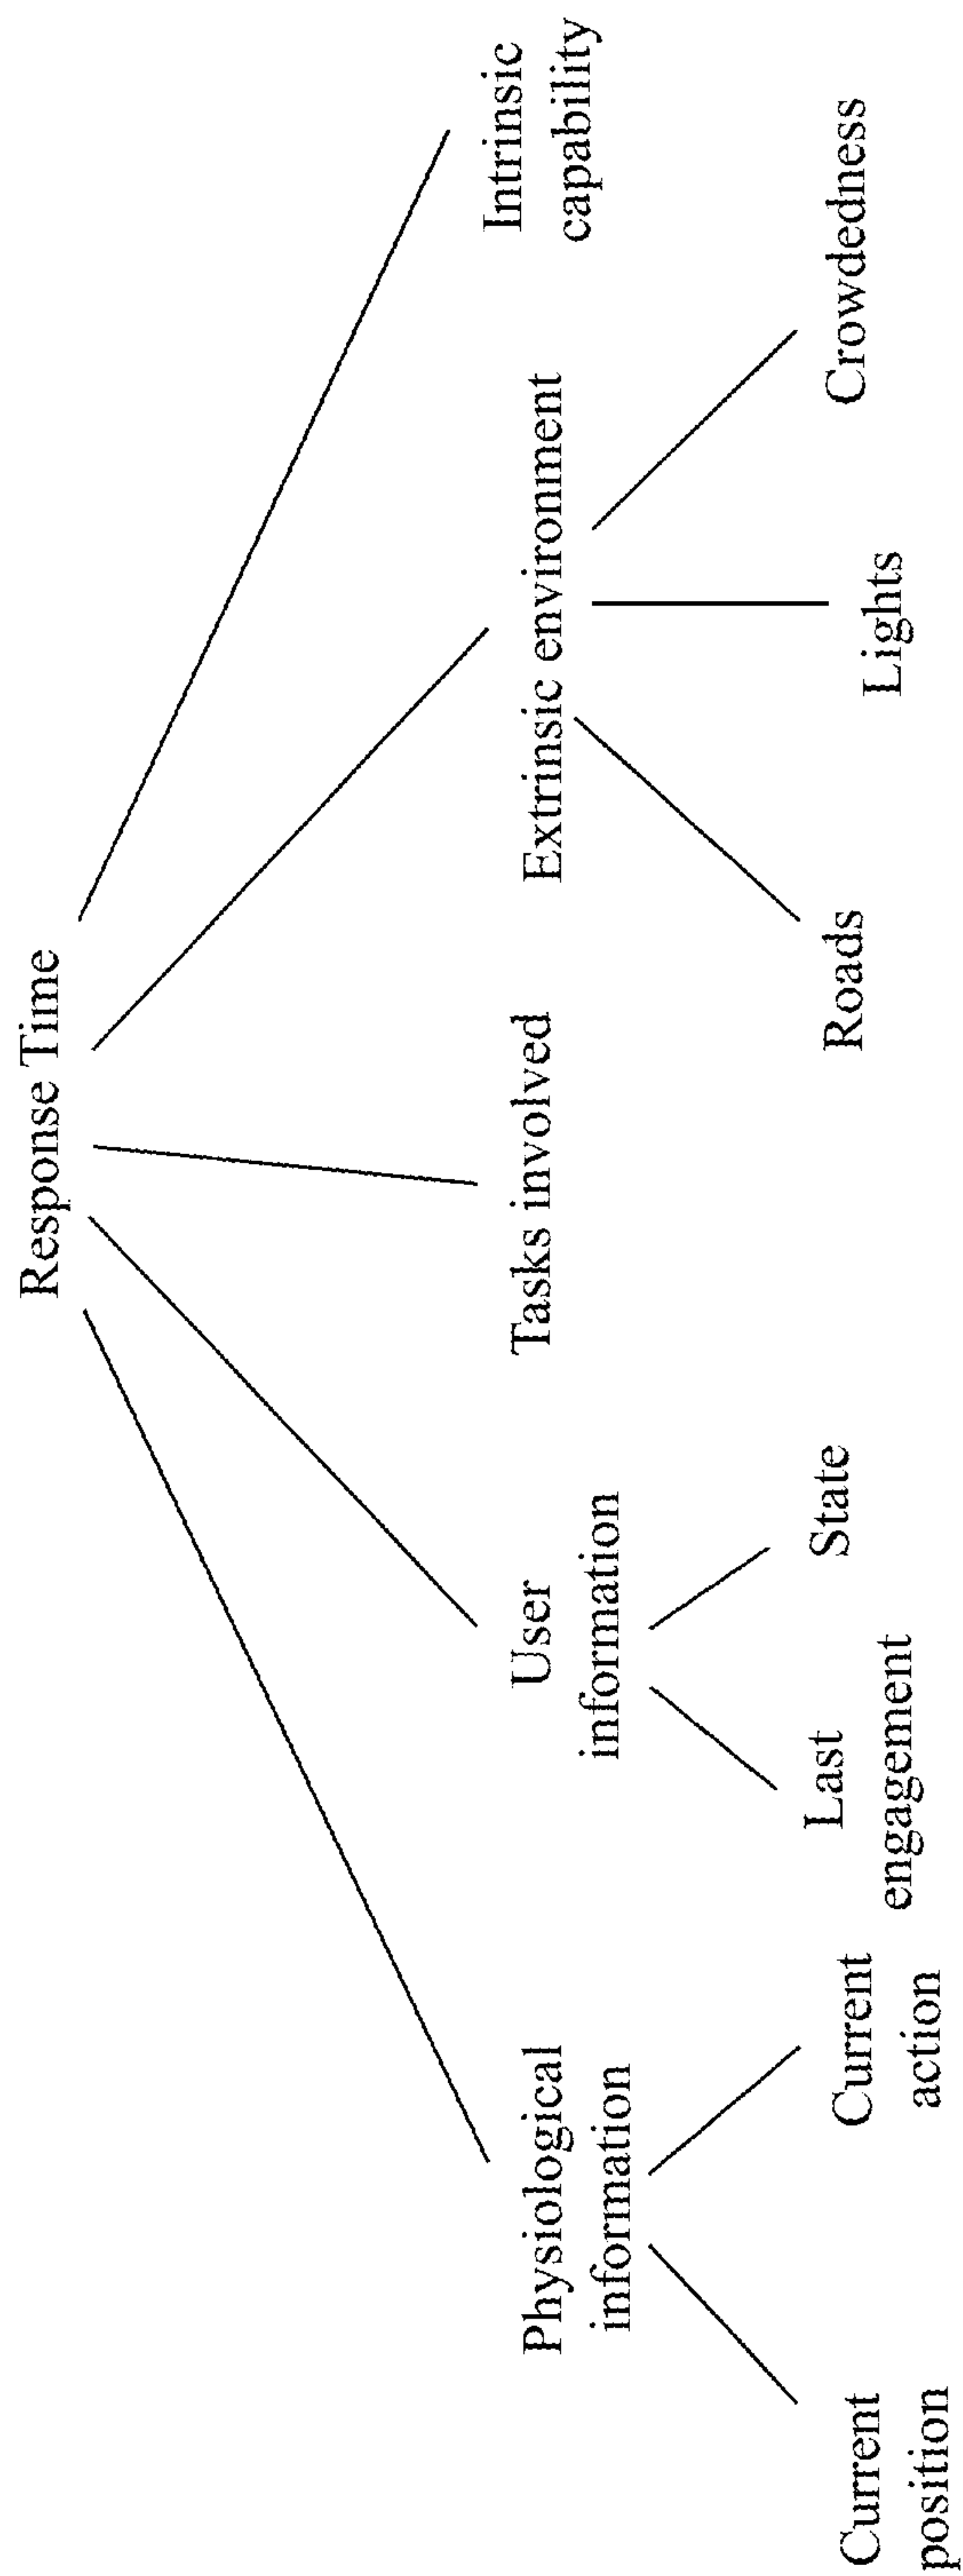 Response Time
Physiological
information
User
information
Tasks involved
Extrinsic environment
Intrinsic
capability
Current
position
Current
action
Last
engagement
State
Roads
Lights
Crowdedness